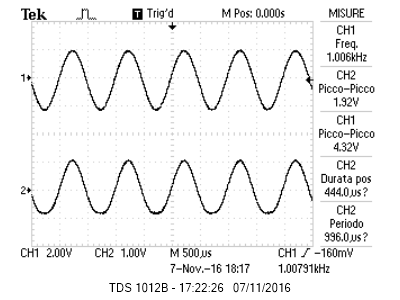 Tek T Trig'd M Pos: 0.000s MISURE
CH1
Freq.
1.006kHz
CH2
Picco-Picco
1.92V
CH1
Picco-Picco
4.32V
CH2
Durata pos
444.0µs?
CH2
Periodo
996.0µs?
1
2
CH1 2.00V CH2 1.00V M 500µs CH1 -160mV
7-Nov.-16 18:17 1.00791kHz
TDS 1012B - 17:22:26 07/11/2016